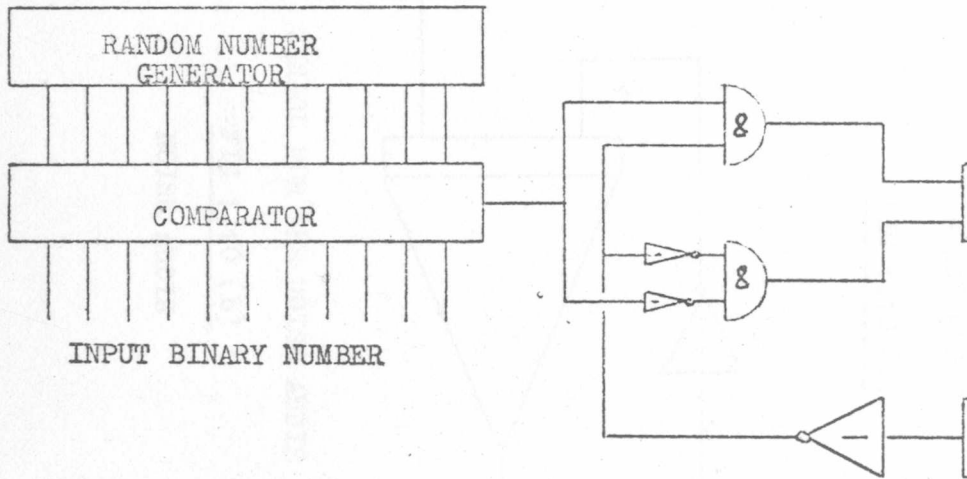 RANDOM NUMBER
GENERATOR
&
COMPARATOR
&
INPUT BINARY NUMBER